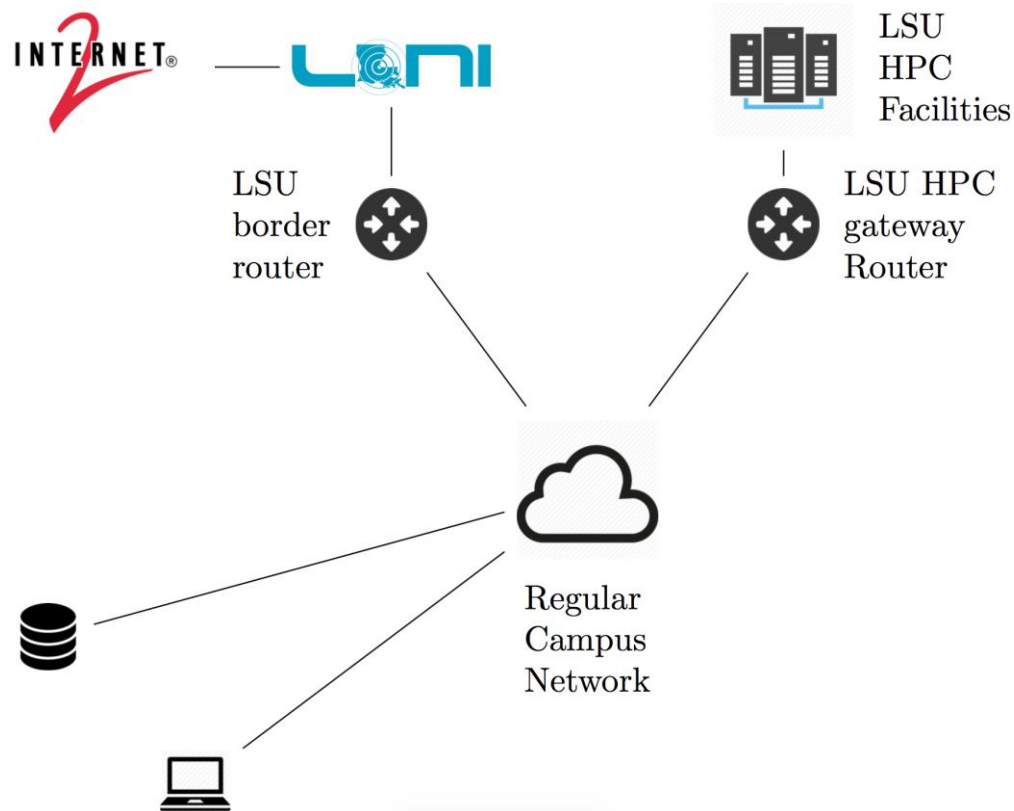 INTERNET®
2
LONI
LSU
HPC
Facilities
LSU
border
router
LSU HPC
gateway
Router
Regular
Campus
Network